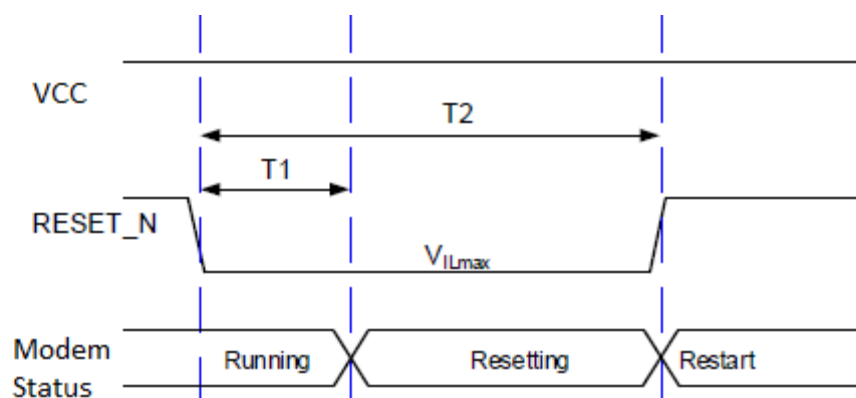 VCC
T2
T1
RESET_N
VILmax
Modem
Status
Running
Resetting
Restart